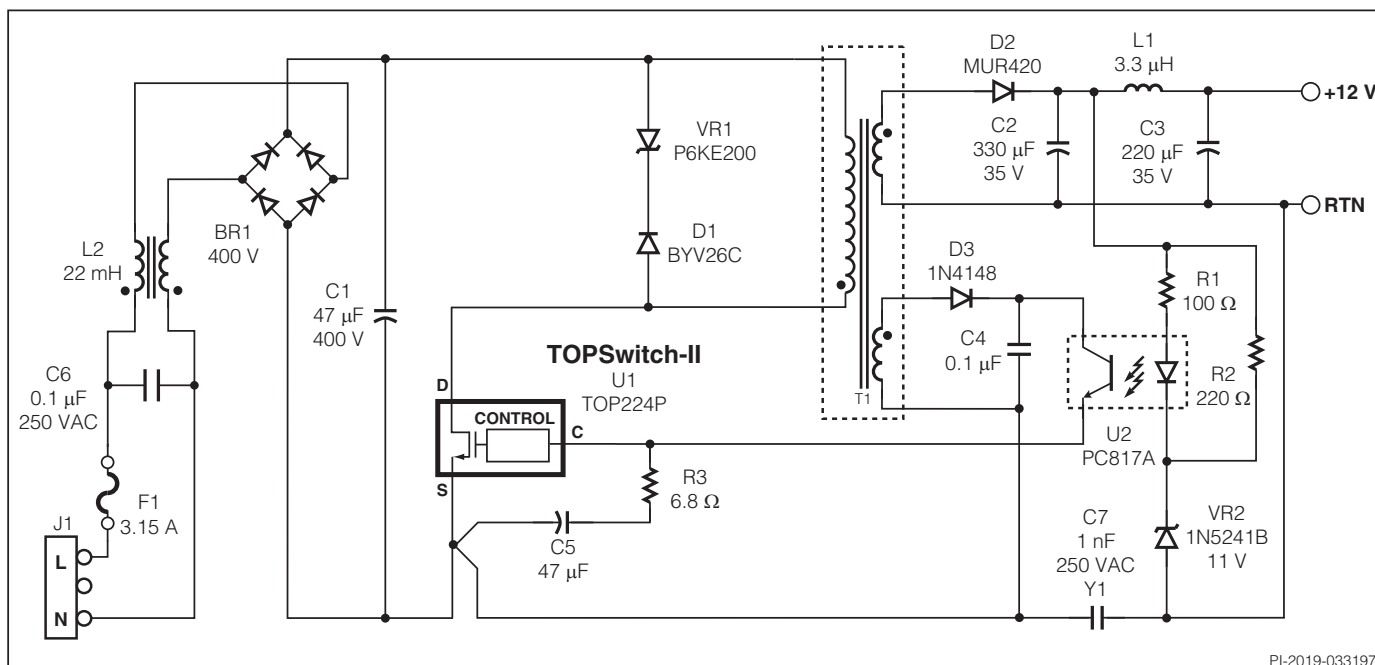 D2
MUR420
L1
3.3 µH
+12 V
VR1
P6KE200
C2
330 µF
35 V
C3
220 µF
35 V
RTN
BR1
400 V
L2
22 mH
D1
BYV26C
D3
1N4148
R1
100 Ω
C1
47 µF
400 V
TOPSwitch-II
U1
TOP224P
C4
0.1 µF
R2
220 Ω
T1
C6
0.1 µF
250 VAC
D
CONTROL
C
S
U2
PC817A
R3
6.8 Ω
F1
3.15 A
J1
L
N
C5
47 µF
C7
1 nF
250 VAC
Y1
VR2
1N5241B
11 V
PI-2019-033197